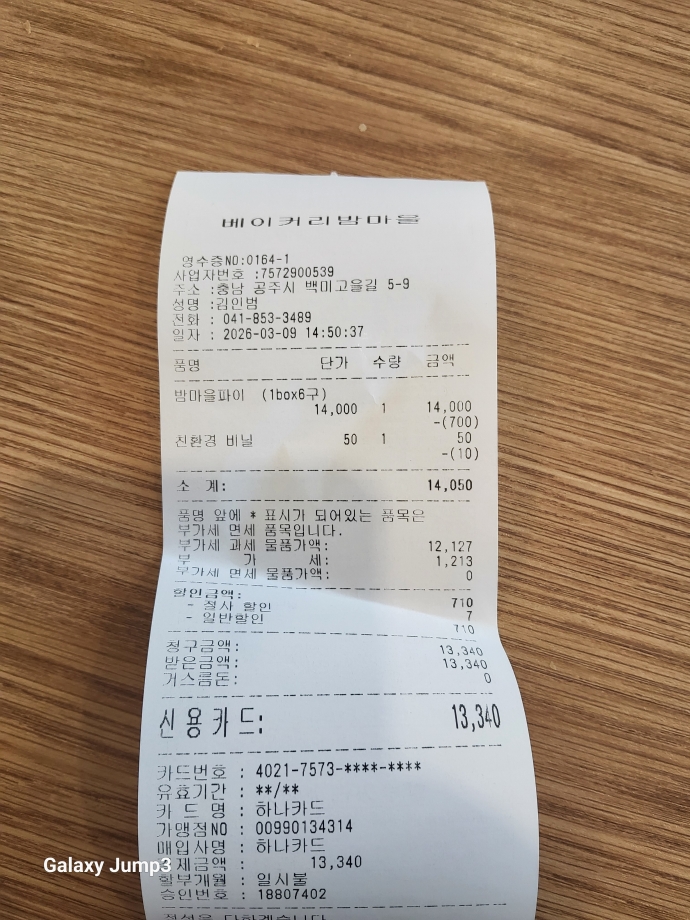 베이커리밤마을
영수증NO:0164-1
사업자번호 :7572900539
주소 :충남 공주시 백미고을길 5-9
성명 :김인범
전화 : 041-853-3489
일자 : 2026-03-09 14:50:37
품명 단가 수량 금액
밤마을파이 (1box6구)
14,000 1 14,000
-(700)
친환경 비닐 50 1 50
-(10)
소 계: 14,050
품명 앞에 * 표시가 되어있는 품목은
부가세 면세 품목입니다.
부가세 과세 물품가액: 12,127
부 가 세: 1,213
부가세 면세 물품가액: 0
할인금액: 710
- 절사 할인 7
- 일반할인 710
청구금액: 13,340
받은금액: 13,340
거스름돈: 0
신용카드: 13,340
카드번호 : 4021-7573-****-****
유효기간 : **/**
카 드 명 : 하나카드
가맹점NO : 00990134314
매입사명 : 하나카드
Galaxy Jump3
제금액 : 13,340
할부개월 : 일시불
승인번호 : 18807402